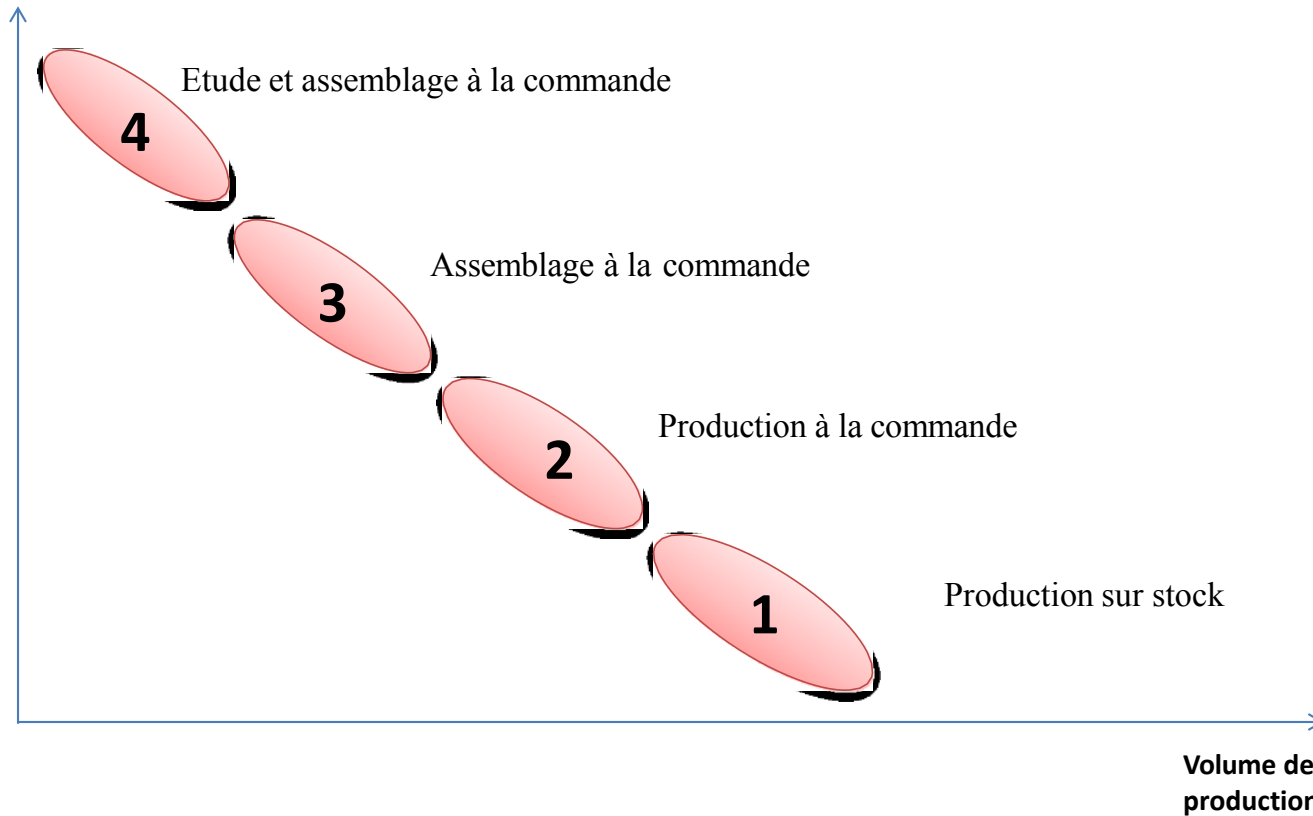 Etude et assemblage à la commande
4
Assemblage à la commande
3
Production à la commande
2
Production sur stock
1
Volume de
production